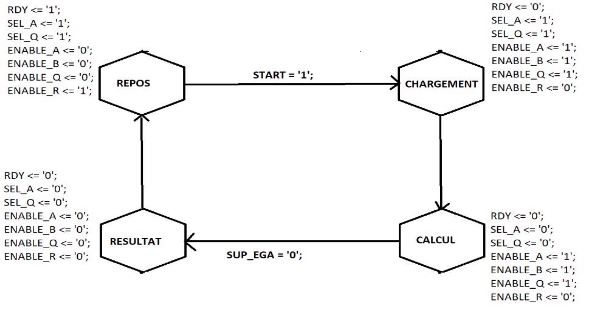 RDY <= '1';
SEL_A <= '1';
SEL_Q <= '1';
ENABLE_A <= '0';
ENABLE_B <= '0';
ENABLE_Q <= '0';
ENABLE_R <= '1';
REPOS
START = '1';
CHARGEMENT
RDY <= '0';
SEL_A <= '1';
SEL_Q <= '1';
ENABLE_A <= '1';
ENABLE_B <= '1';
ENABLE_Q <= '1';
ENABLE_R <= '0';
RDY <= '0';
SEL_A <= '0';
SEL_Q <= '0';
ENABLE_A <= '0';
ENABLE_B <= '0';
ENABLE_Q <= '0';
ENABLE_R <= '0';
RESULTAT
SUP_EGA = '0';
CALCUL
RDY <= '0';
SEL_A <= '0';
SEL_Q <= '0';
ENABLE_A <= '1';
ENABLE_B <= '1';
ENABLE_Q <= '1';
ENABLE_R <= '0';